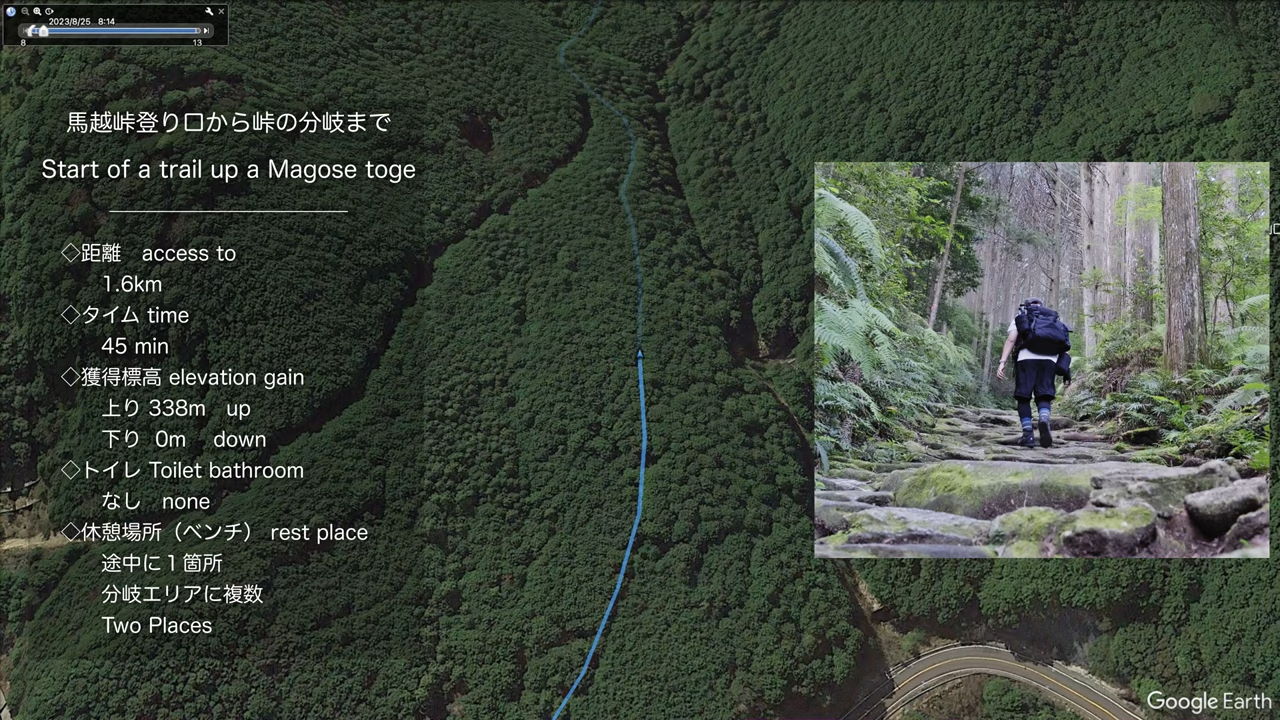 2023/8/25 8:14
8 13
馬越峠登り口から峠の分岐まで
Start of a trail up a Magose toge
◇距離 access to
1.6km
◇タイム time
45 min
◇獲得標高 elevation gain
上り 338m up
下り 0m down
◇トイレ Toilet bathroom
なし none
◇休憩場所（ベンチ） rest place
途中に１箇所
分岐エリアに複数
Two Places
Google Earth